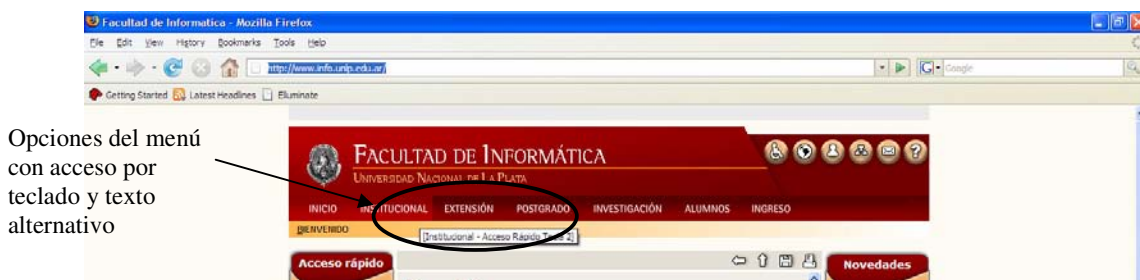 Facultad de Informatica - Mozilla Firefox
File Edit View History Bookmarks Tools Help
http://www.info.unlp.edu.ar/
Google
Getting Started Latest Headlines Eluminate
Opciones del menú
con acceso por
teclado y texto
alternativo
FACULTAD DE INFORMÁTICA
UNIVERSIDAD NACIONAL DE LA PLATA
INICIO INSTITUCIONAL EXTENSIÓN POSTGRADO INVESTIGACIÓN ALUMNOS INGRESO
BIENVENIDO
[Institucional - Acceso Rápido Tecla 2]
Acceso rápido
Novedades